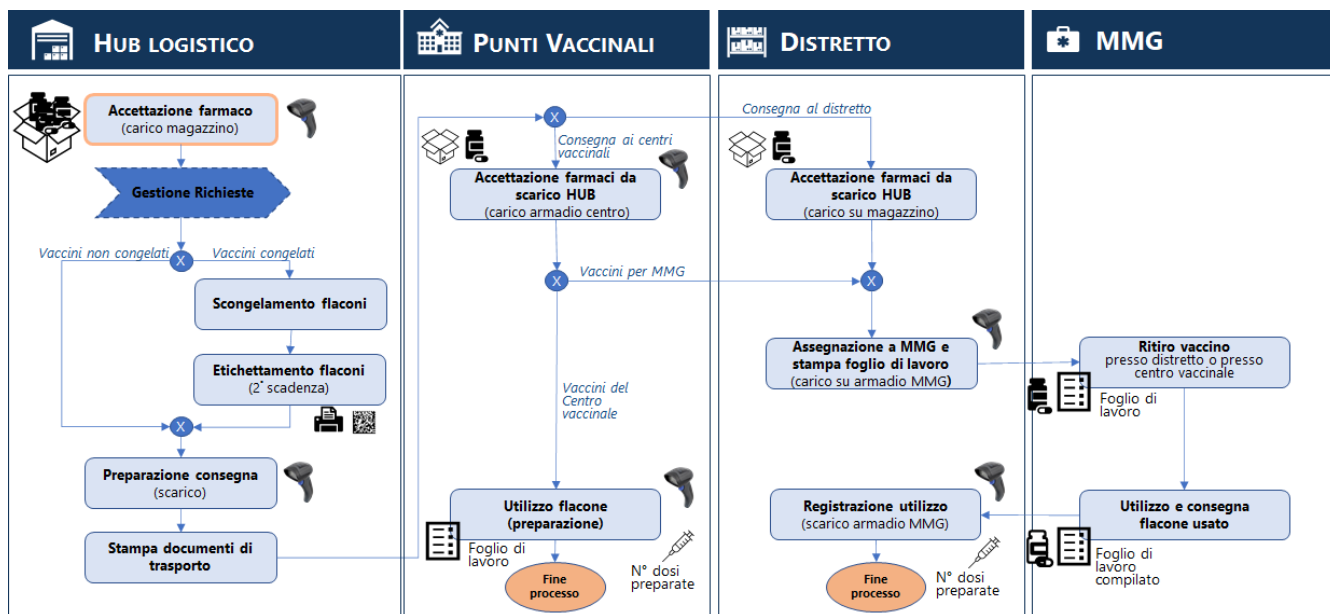 HUB LOGISTICO
Accettazione farmaco
(carico magazzino)
Gestione Richieste
Vaccini non congelati
Vaccini congelati
X
Scongelamento flaconi
Etichettamento flaconi
(2° scadenza)
X
Preparazione consegna
(scarico)
Stampa documenti di
trasporto
PUNTI VACCINALI
X
Consegna ai centri
vaccinali
Accettazione farmaci da
scarico HUB
(carico armadio centro)
X
Vaccini per MMG
Vaccini del
Centro
vaccinale
Utilizzo flacone
(preparazione)
Foglio di
lavoro
N° dosi
preparate
Fine
processo
DISTRETTO
Consegna al distretto
Accettazione farmaci da
scarico HUB
(carico su magazzino)
X
Assegnazione a MMG e
stampa foglio di lavoro
(carico su armadio MMG)
Registrazione utilizzo
(scarico armadio MMG)
N° dosi
preparate
Fine
processo
MMG
Ritiro vaccino
presso distretto o presso
centro vaccinale
Foglio di
lavoro
Utilizzo e consegna
flacone usato
Foglio di
lavoro
compilato